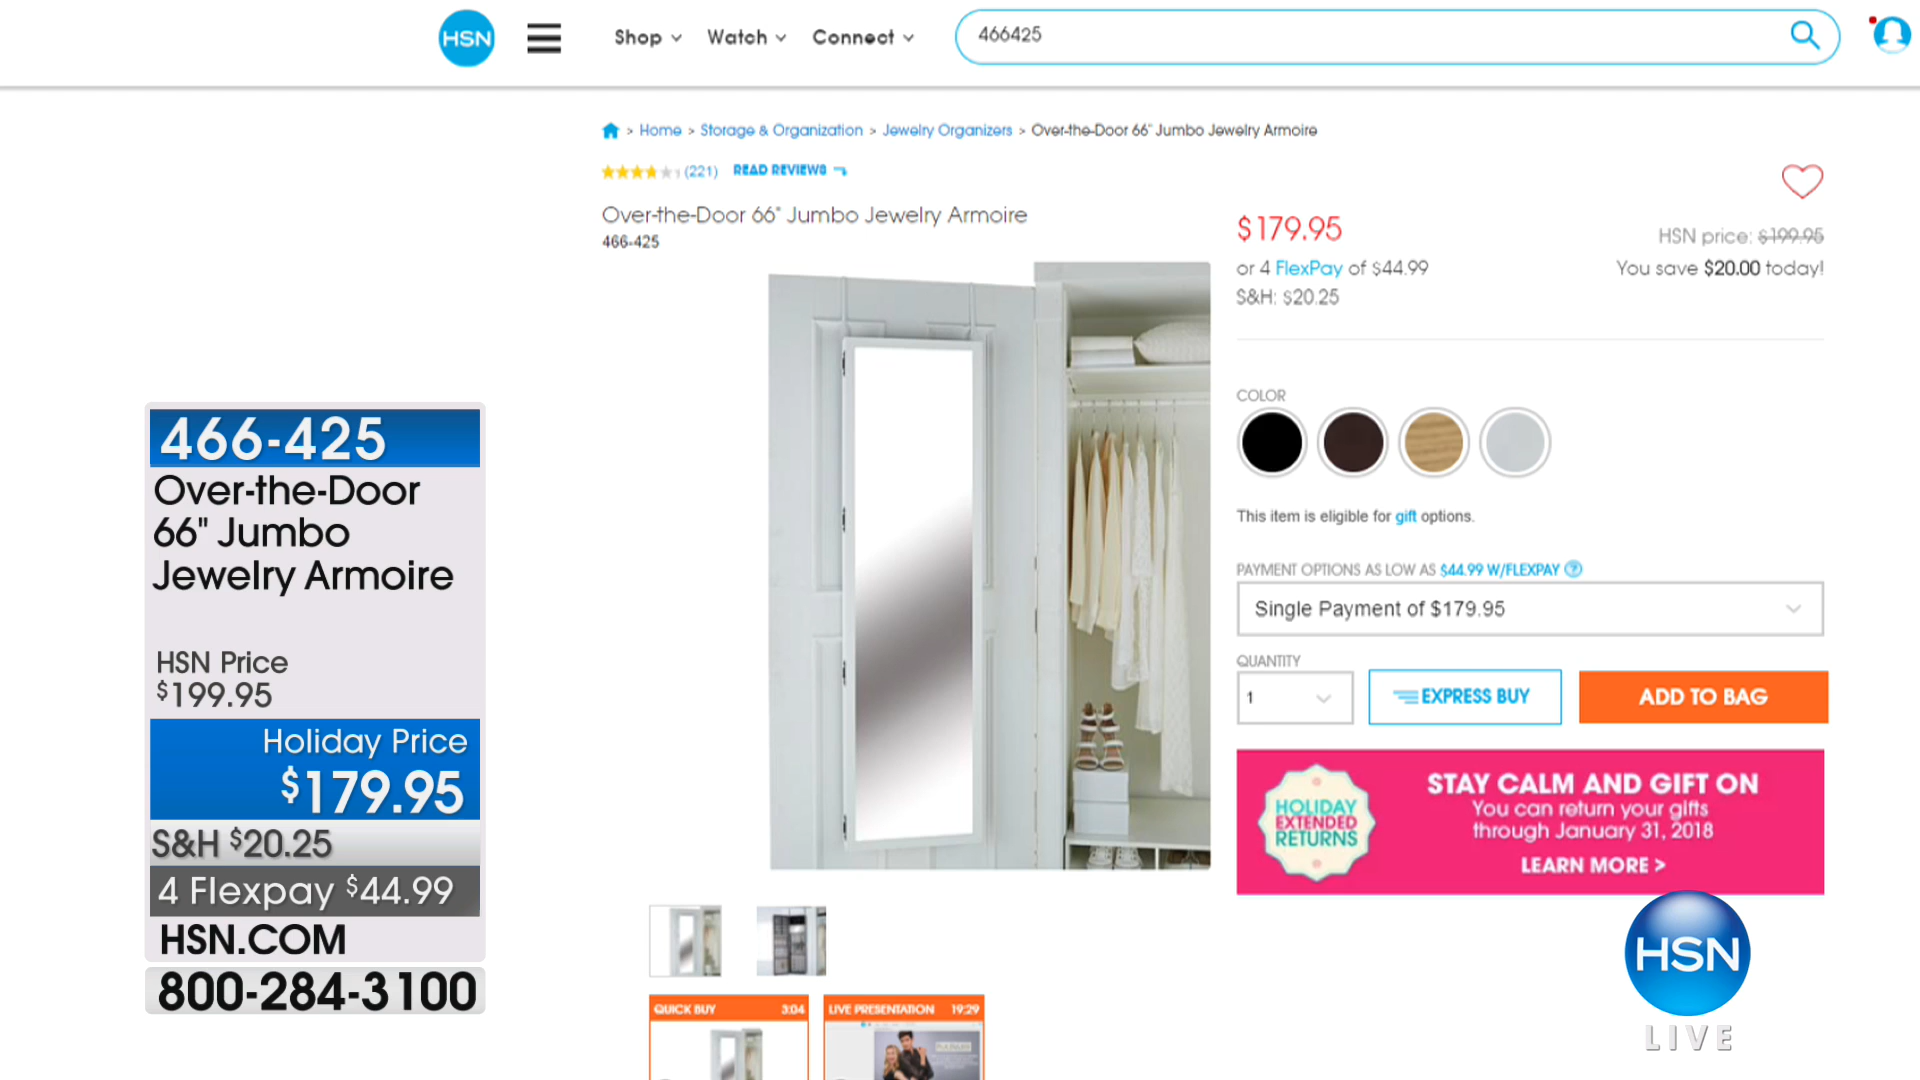 HSN
Shop
Watch
Connect
466425
> Home > Storage & Organization > Jewelry Organizers > Over-the-Door 66" Jumbo Jewelry Armoire
(221) READ REVIEWS
Over-the-Door 66" Jumbo Jewelry Armoire
466-425
$179.95
HSN price: $199.95
or 4 FlexPay of $44.99
You save $20.00 today!
S&H: $20.25
COLOR
This item is eligible for gift options.
PAYMENT OPTIONS AS LOW AS $44.99 W/FLEXPAY ?
Single Payment of $179.95
QUANTITY
1
EXPRESS BUY
ADD TO BAG
HOLIDAY
EXTENDED
RETURNS
STAY CALM AND GIFT ON
You can return your gifts
through January 31, 2018
LEARN MORE >
466-425
Over-the-Door
66" Jumbo
Jewelry Armoire
HSN Price
$199.95
Holiday Price
$179.95
S&H $20.25
4 Flexpay $44.99
HSN.COM
800-284-3100
QUICK BUY 3:04
LIVE PRESENTATION 19:29
HSN
LIVE